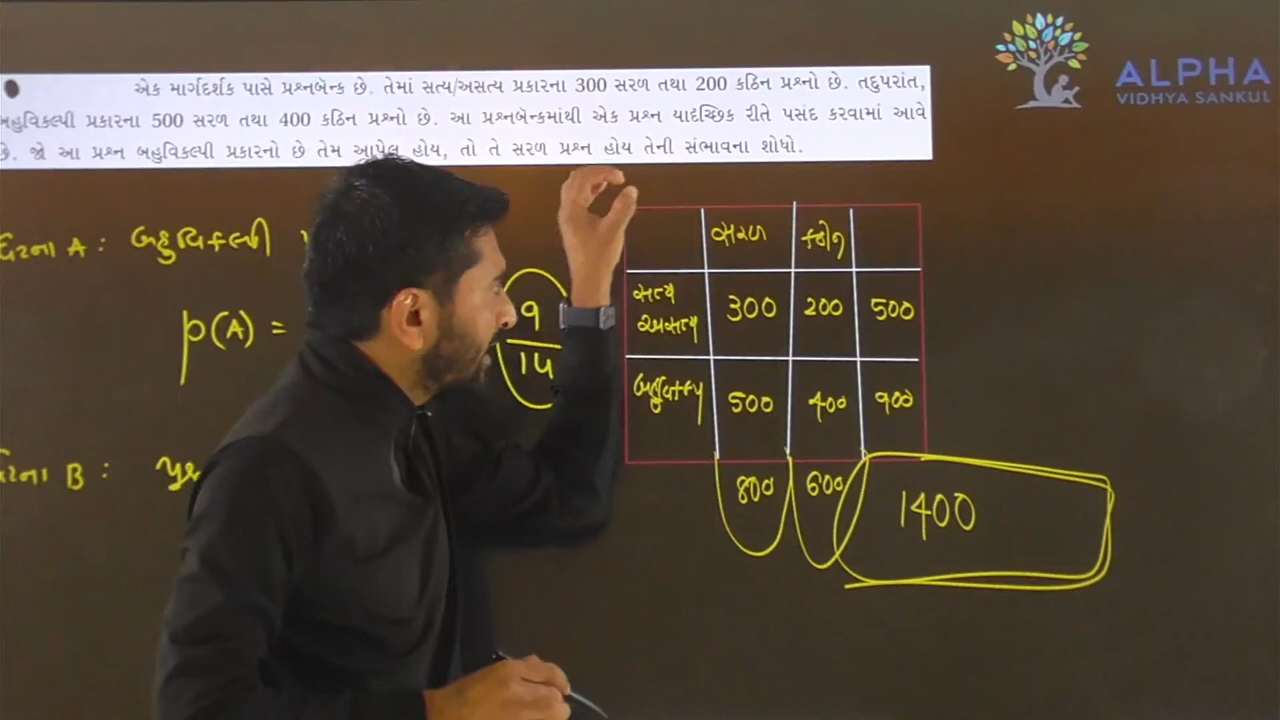 ALPHA
VIDHYA SANKUL
એક માર્ગદર્શક પાસે પ્રશ્નબૅન્ક છે. તેમાં સત્ય/અસત્ય પ્રકારના 300 સરળ તથા 200 કઠિન પ્રશ્નો છે. તદુપરાંત,
બહુવિકલ્પી પ્રકારના 500 સરળ તથા 400 કઠિન પ્રશ્નો છે. આ પ્રશ્નબૅન્કમાંથી એક પ્રશ્ન યાદચ્છિક રીતે પસંદ કરવામાં આવે
છે. જો આ પ્રશ્ન બહુવિકલ્પી પ્રકારનો છે તેમ આપેલ હોય, તો તે સરળ પ્રશ્ન હોય તેની સંભાવના શોધો.
ઘટના A : બહુવિકલ્પી
P(A) = 9
14
ઘટના B :
સરળ કઠીન
સત્ય
અસત્ય 300 200 500
500 400 900
800 600 1400